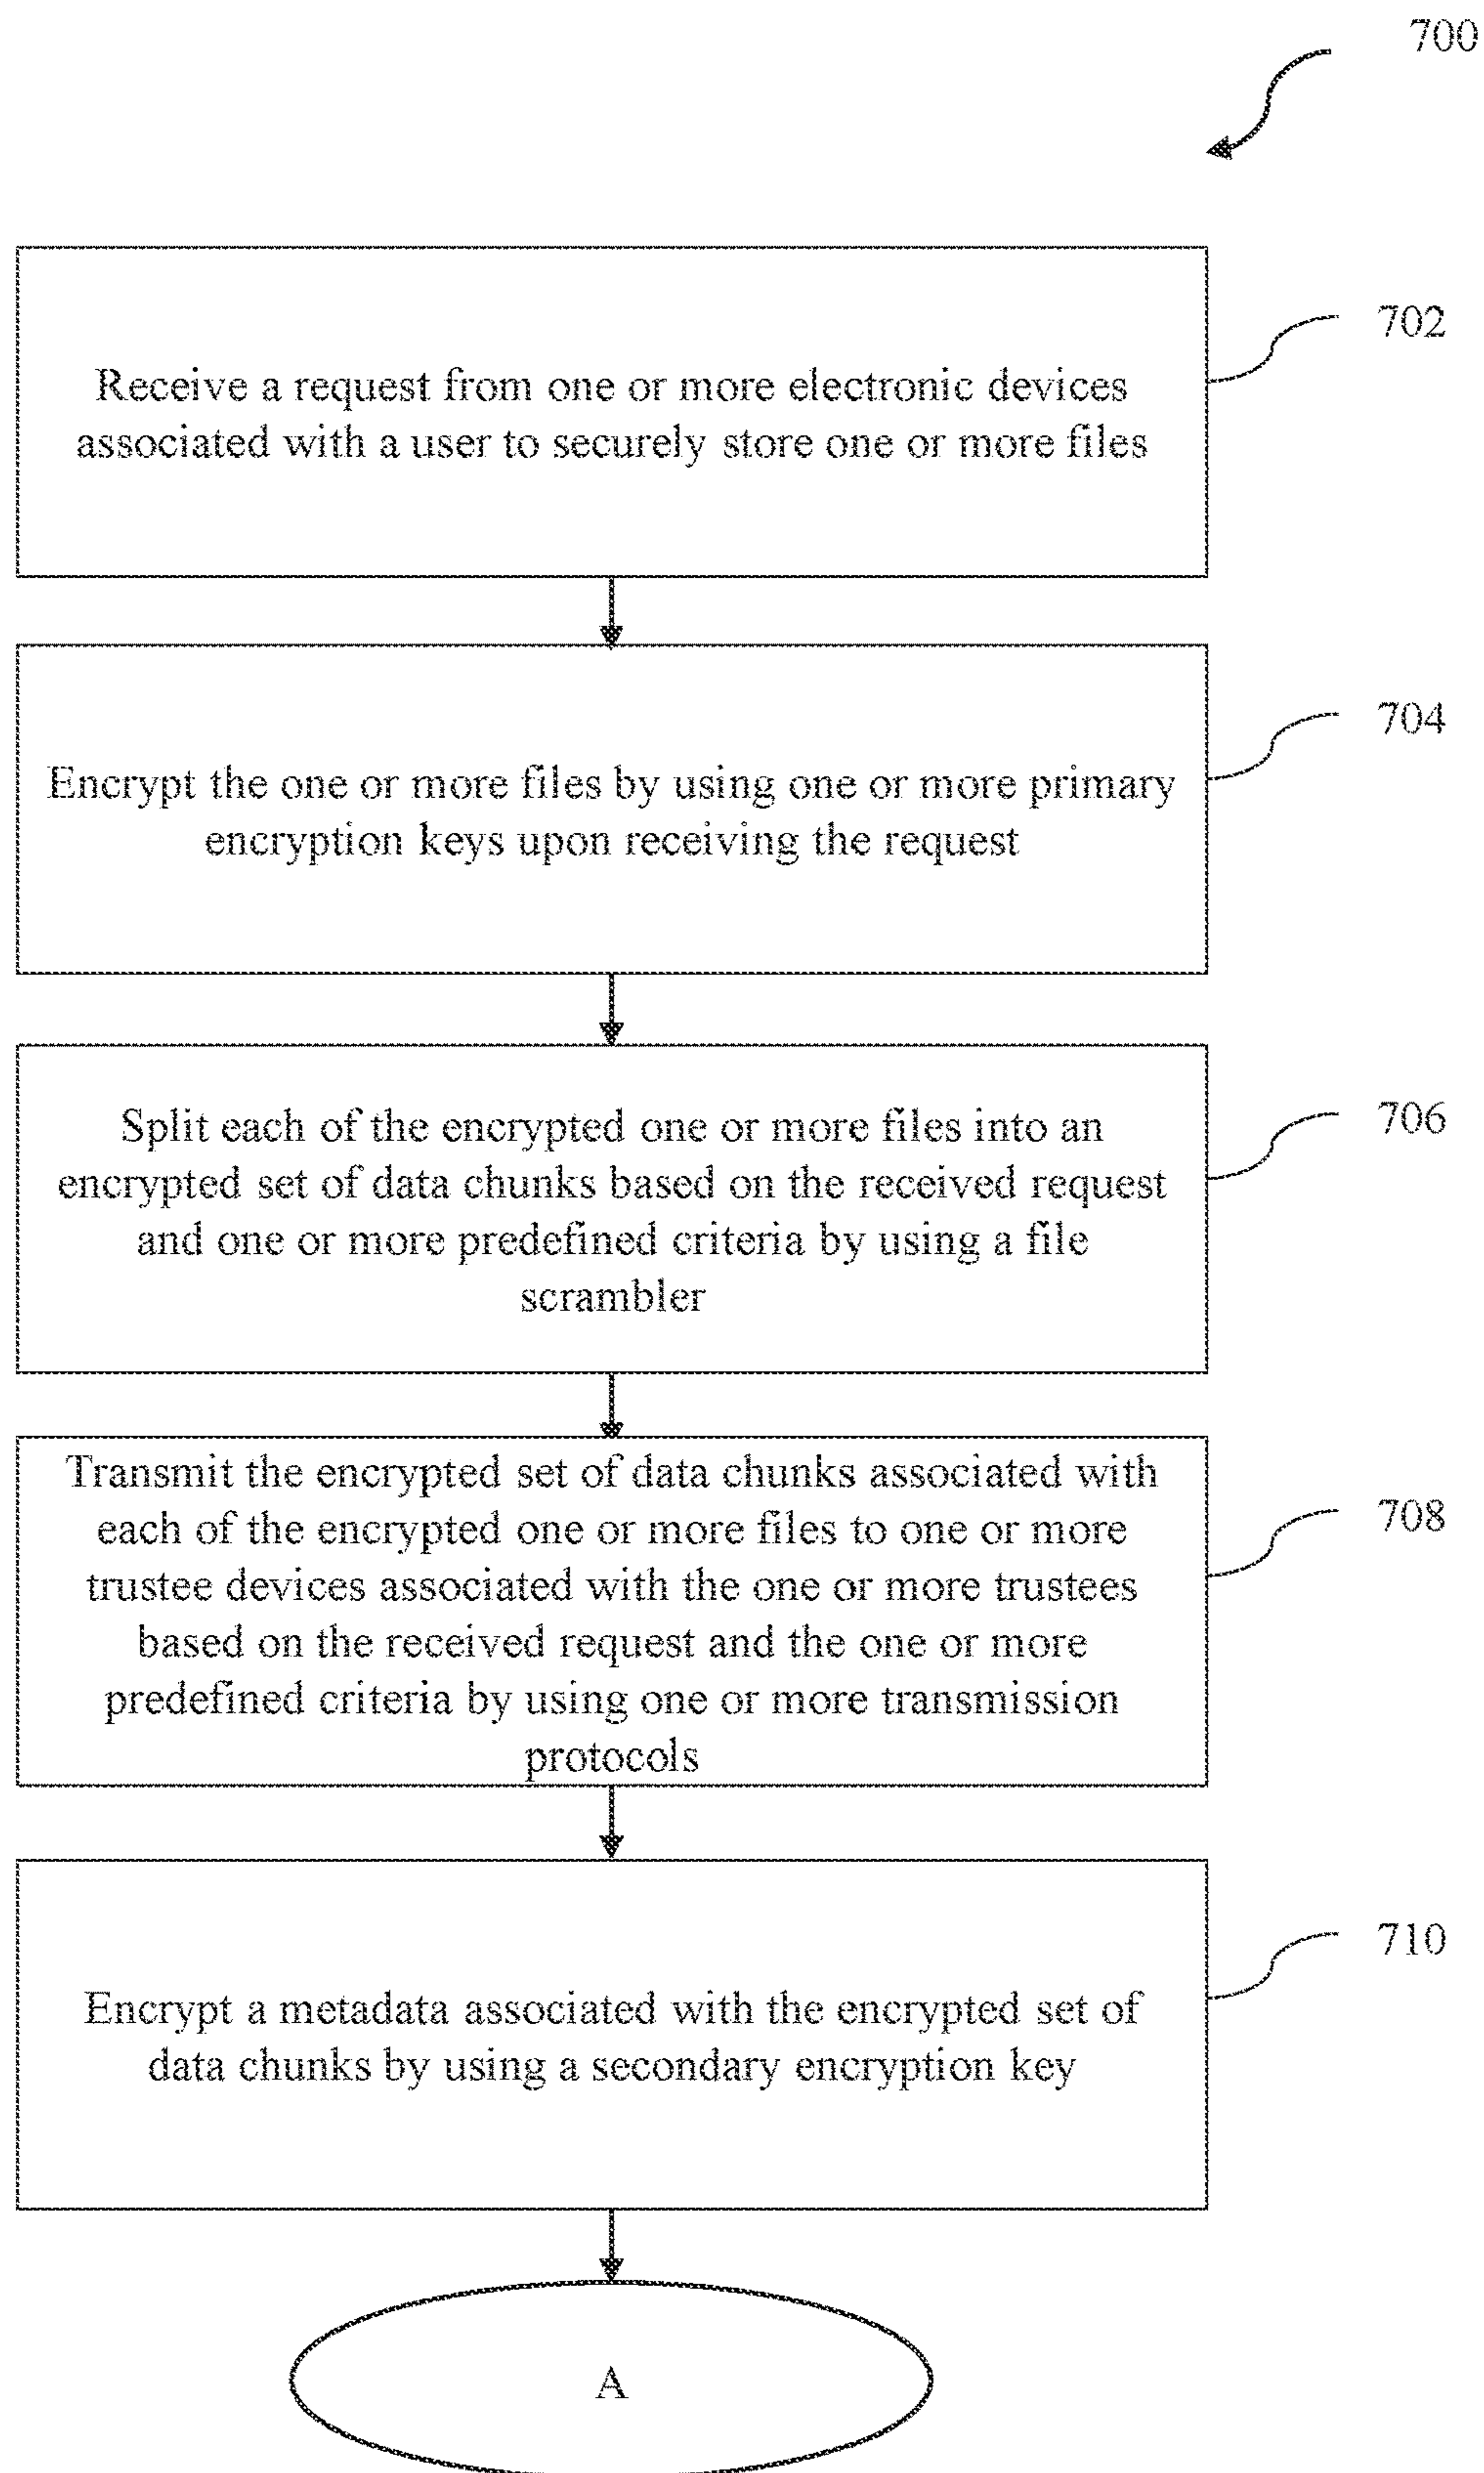 700
Receive a request from one or more electronic devices
associated with a user to securely store one or more files
702
Encrypt the one or more files by using one or more primary
encryption keys upon receiving the request
704
Split each of the encrypted one or more files into an
encrypted set of data chunks based on the received request
and one or more predefined criteria by using a file
scrambler
706
Transmit the encrypted set of data chunks associated with
each of the encrypted one or more files to one or more
trustee devices associated with the one or more trustees
based on the received request and the one or more
predefined criteria by using one or more transmission
protocols
708
Encrypt a metadata associated with the encrypted set of
data chunks by using a secondary encryption key
710
A